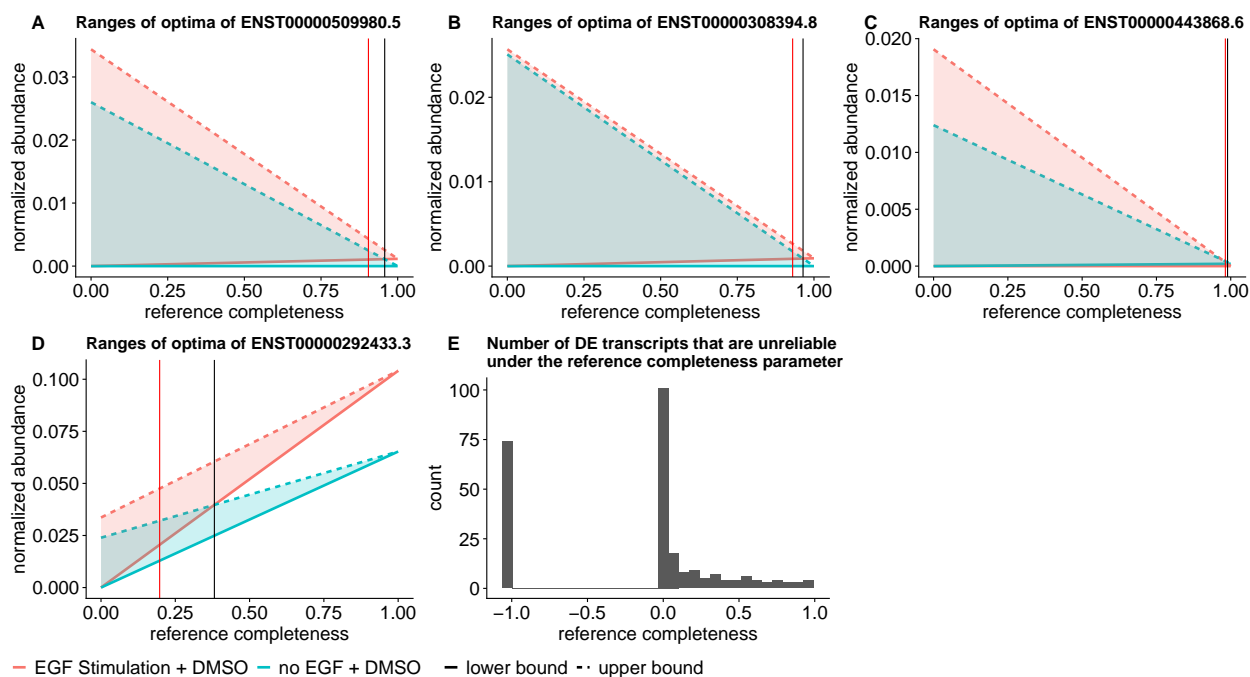 A Ranges of optima of ENST00000509980.5
normalized abundance
0.03
0.02
0.01
0.00
0.00 0.25 0.50 0.75 1.00
reference completeness
B Ranges of optima of ENST00000308394.8
normalized abundance
0.02
0.01
0.00
0.00 0.25 0.50 0.75 1.00
reference completeness
C Ranges of optima of ENST00000443868.6
normalized abundance
0.020
0.015
0.010
0.005
0.000
0.00 0.25 0.50 0.75 1.00
reference completeness
D Ranges of optima of ENST00000292433.3
normalized abundance
0.100
0.075
0.050
0.025
0.000
0.00 0.25 0.50 0.75 1.00
reference completeness
E Number of DE transcripts that are unreliable
under the reference completeness parameter
count
100
75
50
25
0
−1.0 −0.5 0.0 0.5 1.0
reference completeness
EGF Stimulation + DMSO no EGF + DMSO lower bound upper bound